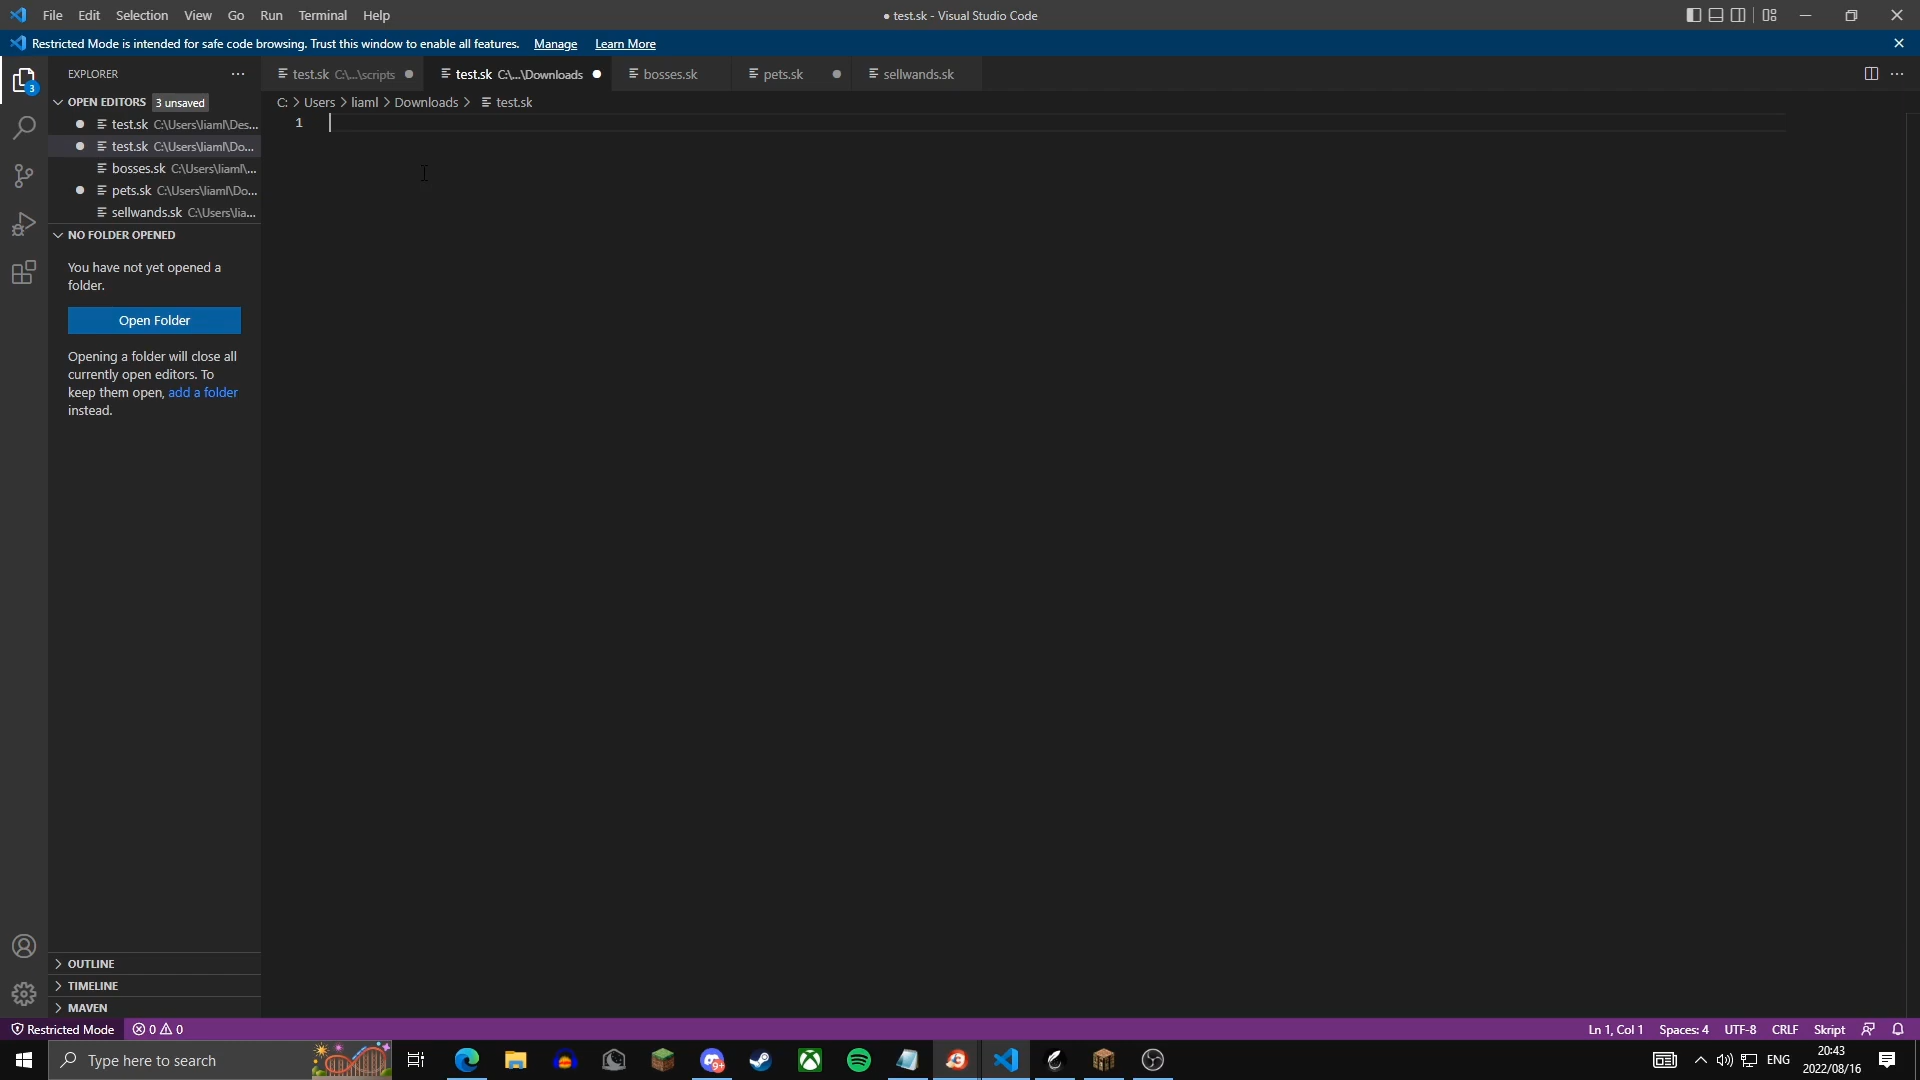 File Edit Selection View Go Run Terminal Help
● test.sk - Visual Studio Code
Restricted Mode is intended for safe code browsing. Trust this window to enable all features. Manage Learn More
EXPLORER
test.sk C:\...\scripts
test.sk C:\...\Downloads
bosses.sk
pets.sk
sellwands.sk
OPEN EDITORS 3 unsaved
C: > Users > liaml > Downloads > test.sk
1
test.sk C:\Users\liaml\Des...
test.sk C:\Users\liaml\Do...
bosses.sk C:\Users\liaml\...
pets.sk C:\Users\liaml\Do...
sellwands.sk C:\Users\lia...
NO FOLDER OPENED
You have not yet opened a
folder.
Open Folder
Opening a folder will close all
currently open editors. To
keep them open, add a folder
instead.
OUTLINE
TIMELINE
MAVEN
3
Restricted Mode 0 0
Ln 1, Col 1 Spaces: 4 UTF-8 CRLF Skript
Type here to search
9+
ENG
20:43
2022/08/16